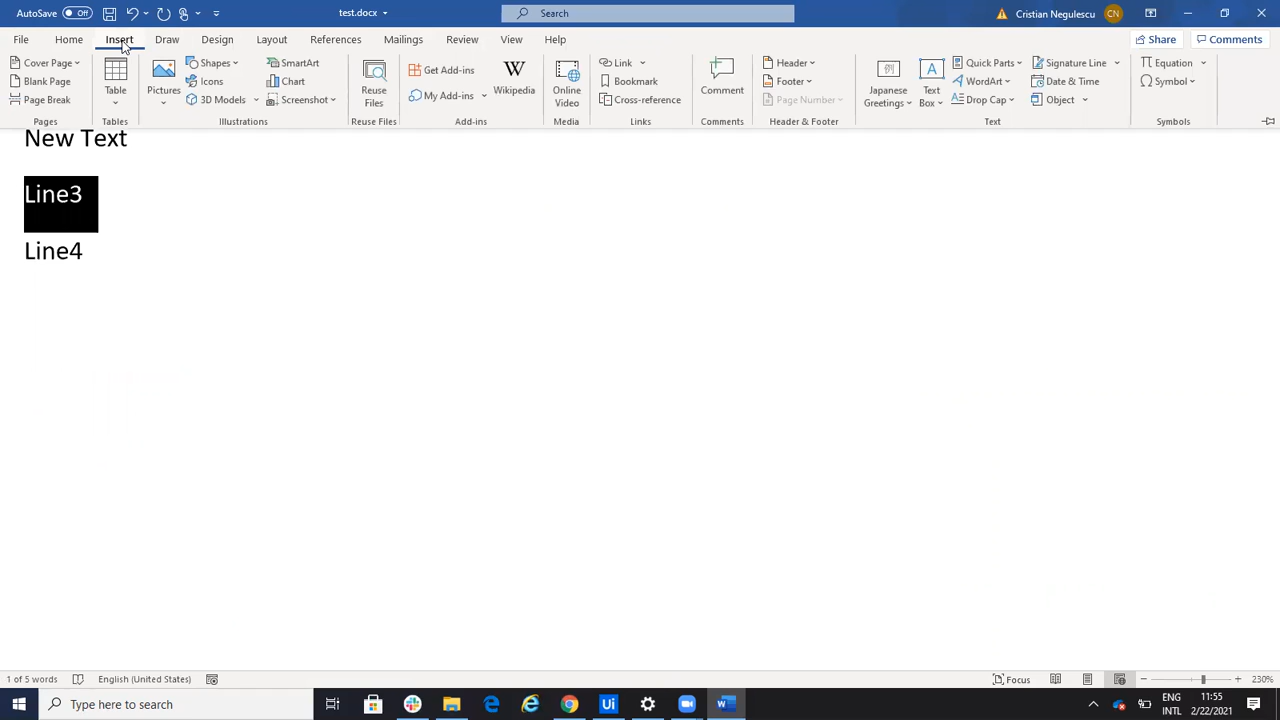 AutoSave Off test.docx Search Cristian Negulescu CN
File Home Insert Draw Design Layout References Mailings Review View Help Share Comments
Cover Page
Blank Page
Page Break
Pages
Table
Tables
Pictures
Shapes
Icons
3D Models
SmartArt
Chart
Screenshot
Illustrations
Reuse Files
Reuse Files
Get Add-ins
My Add-ins
W
Wikipedia
Add-ins
Online Video
Media
Link
Bookmark
Cross-reference
Links
Comment
Comments
Header
Footer
Page Number
Header & Footer
Japanese Greetings
Text Box
Quick Parts
WordArt
Drop Cap
Signature Line
Date & Time
Object
Text
Equation
Symbol
Symbols
New Text
Line3
Line4
1 of 5 words English (United States) Focus 230%
Type here to search
Ui
ENG
INTL
11:55
2/22/2021